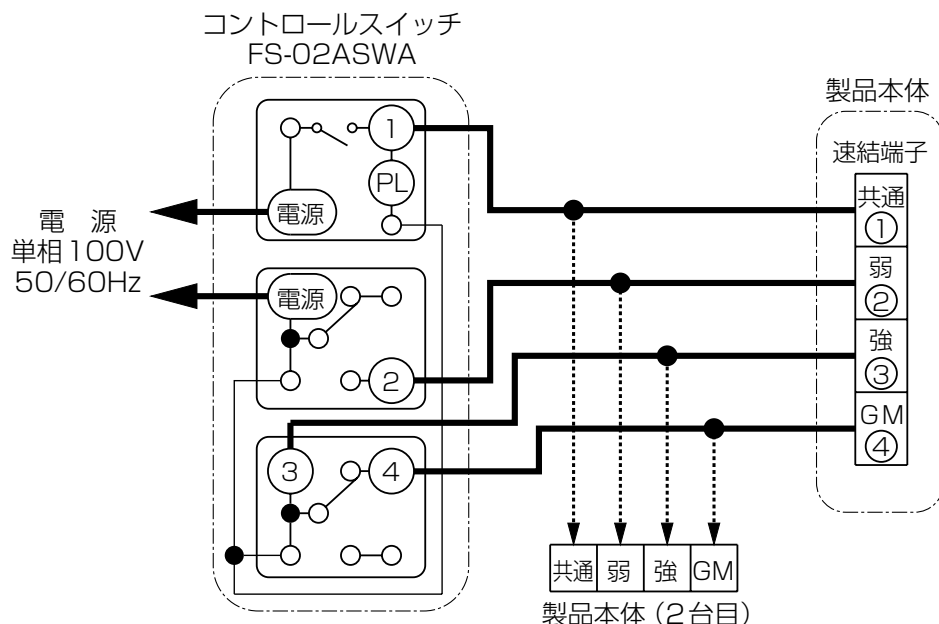 コントロールスイッチ
FS-02ASWA
製品本体
速結端子
電源
単相100V
50/60Hz
電源
1
PL
電源
2
3
4
共通
①
弱
②
強
③
GM
④
共通 弱 強 GM
製品本体(2台目)